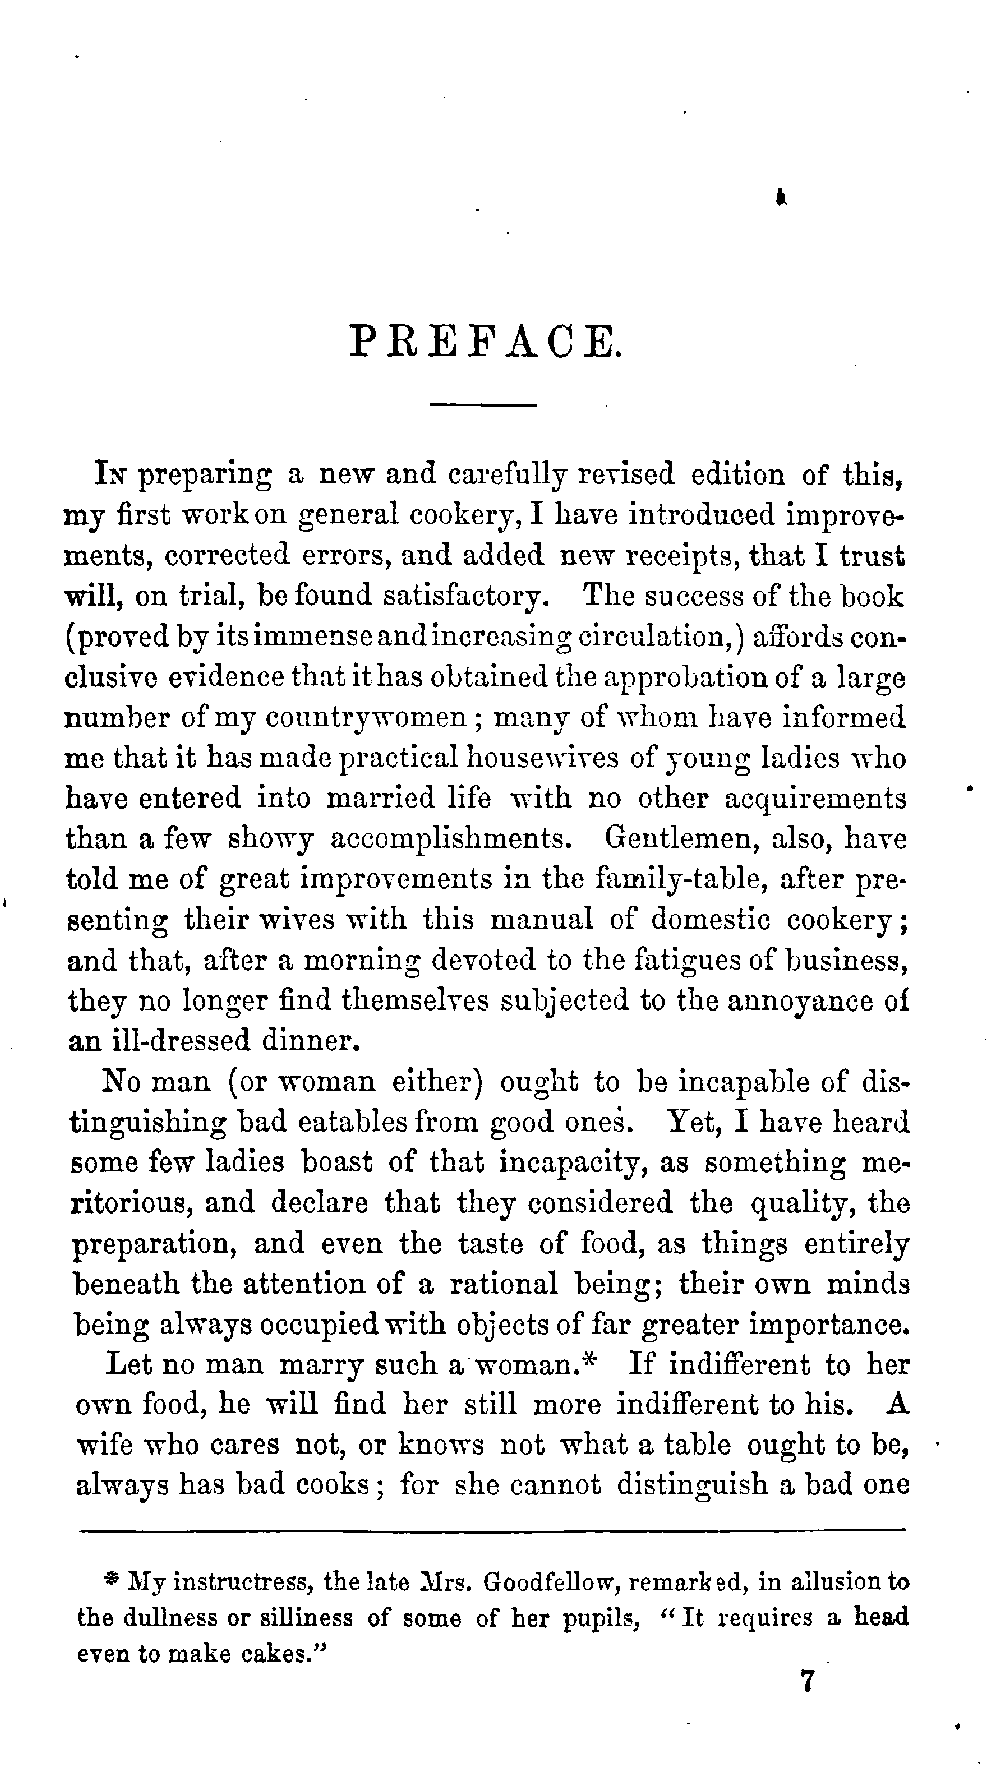 PREFACE.
In preparing a new and carefully revised edition of this,
my first work on general cookery, I have introduced improve-
ments, corrected errors, and added new receipts, that I trust
will, on trial, be found satisfactory. The success of the book
(proved by its immense and increasing circulation,) affords con-
clusive evidence that it has obtained the approbation of a large
number of my countrywomen; many of whom have informed
me that it has made practical housewives of young ladies who
have entered into married life with no other acquirements
than a few showy accomplishments. Gentlemen, also, have
told me of great improvements in the family-table, after pre-
senting their wives with this manual of domestic cookery;
and that, after a morning devoted to the fatigues of business,
they no longer find themselves subjected to the annoyance of
an ill-dressed dinner.
No man (or woman either) ought to be incapable of dis-
tinguishing bad eatables from good ones. Yet, I have heard
some few ladies boast of that incapacity, as something me-
ritorious, and declare that they considered the quality, the
preparation, and even the taste of food, as things entirely
beneath the attention of a rational being; their own minds
being always occupied with objects of far greater importance.
Let no man marry such a woman.* If indifferent to her
own food, he will find her still more indifferent to his. A
wife who cares not, or knows not what a table ought to be,
always has bad cooks; for she cannot distinguish a bad one
* My instructress, the late Mrs. Goodfellow, remarked, in allusion to
the dullness or silliness of some of her pupils, "It requires a head
even to make cakes."
7